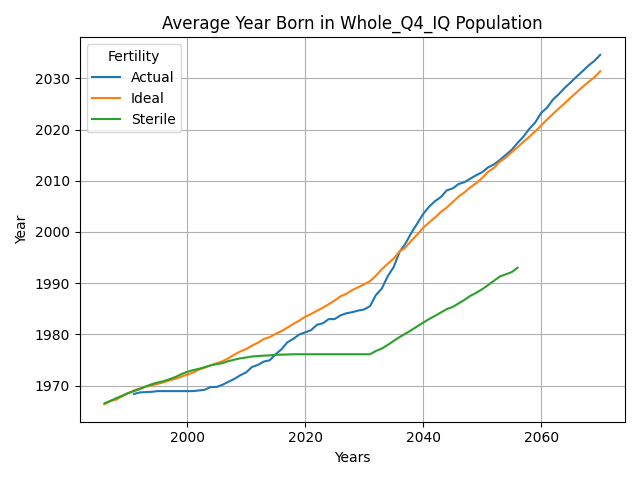 Average Year Born in Whole_Q4_IQ Population
Fertility
Actual
Ideal
Sterile
2030
2020
2010
2000
1990
1980
1970
Year
2000
2020
2040
2060
Years